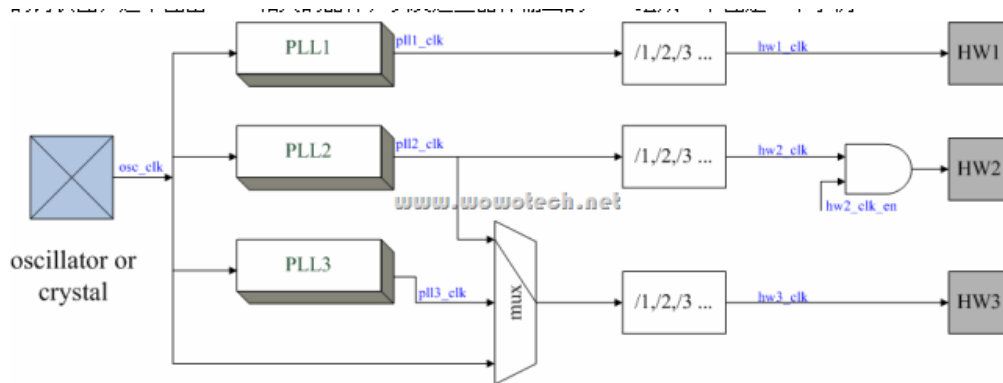 PLL1
pll1_clk
/1,/2,/3 ...
hw1_clk
HW1
osc_clk
PLL2
pll2_clk
/1,/2,/3 ...
hw2_clk
hw2_clk_en
HW2
www.wowotech.net
oscillator or
crystal
PLL3
pll3_clk
mux
/1,/2,/3 ...
hw3_clk
HW3